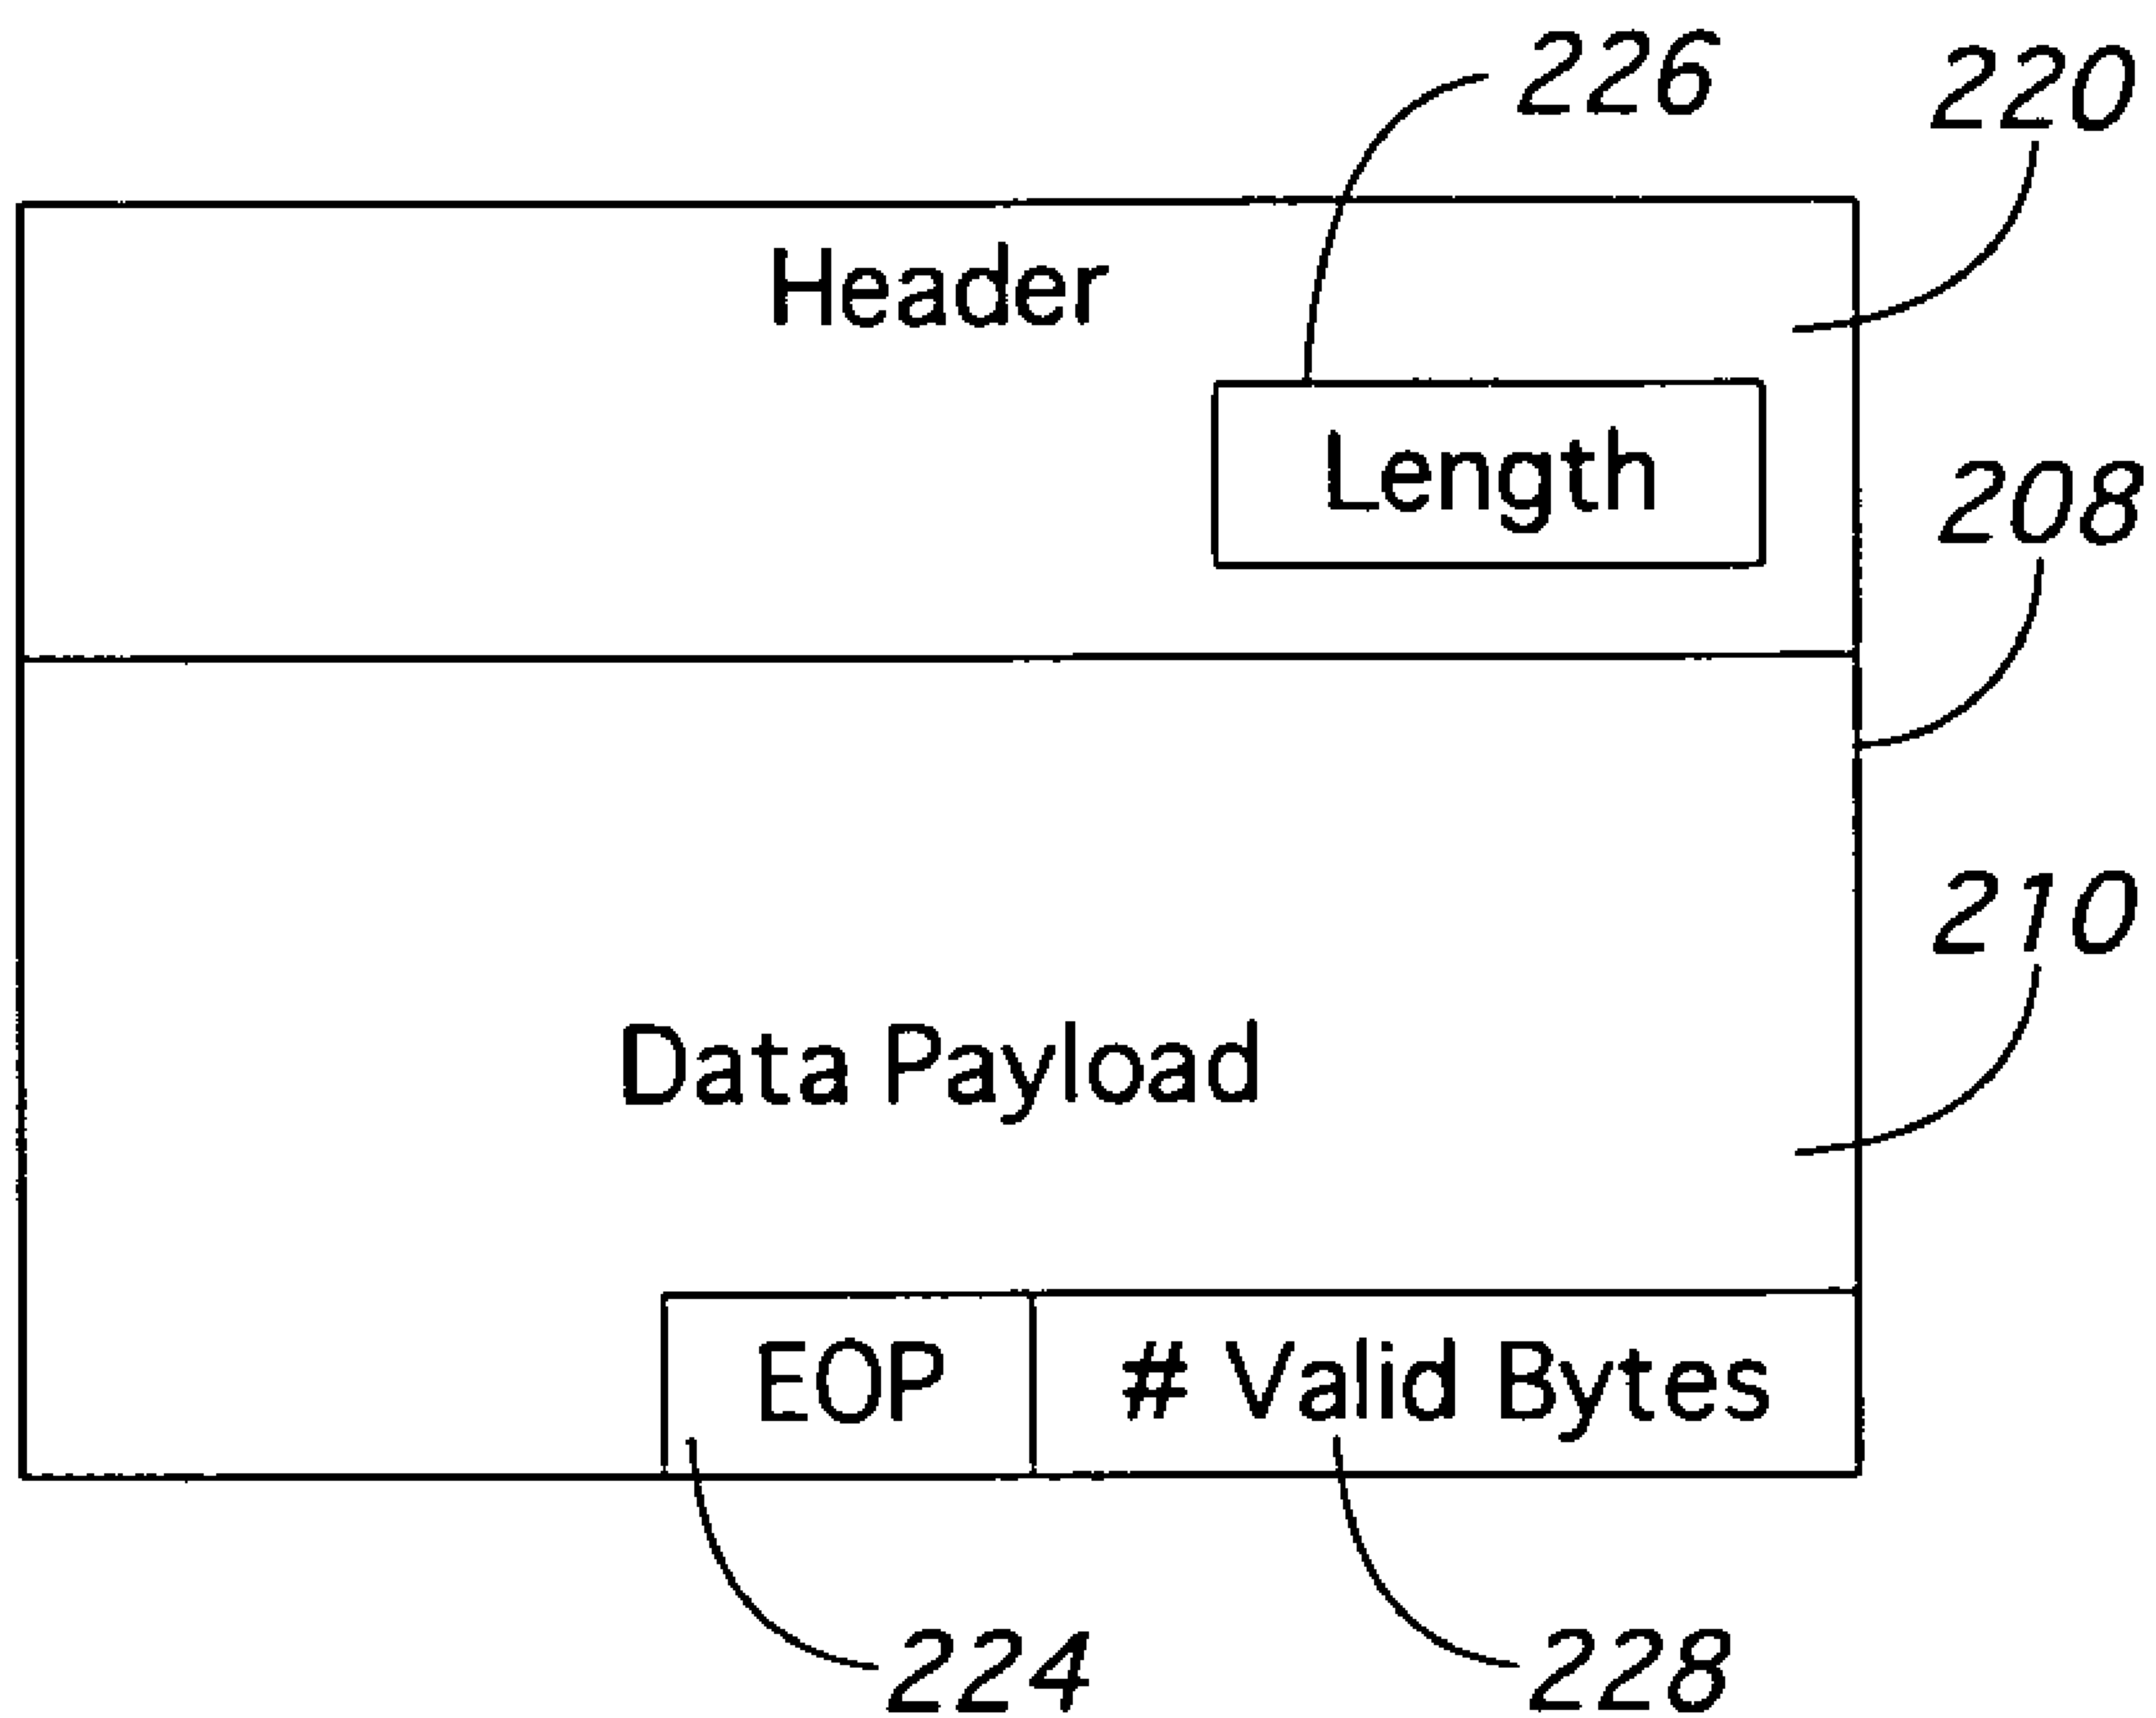 226
220
Header
Length
208
210
Data Payload
EOP # Valid Bytes
224
228